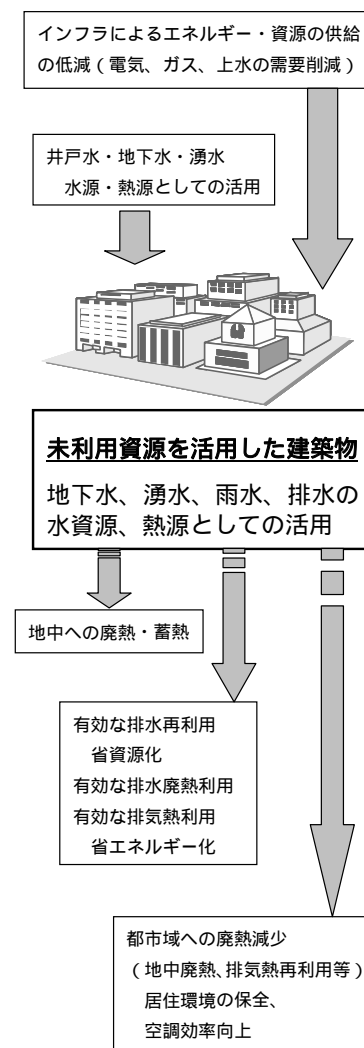 インフラによるエネルギー・資源の供給
の低減（電気、ガス、上水の需要削減）
井戸水・地下水・湧水
水源・熱源としての活用
未利用資源を活用した建築物
地下水、湧水、雨水、排水の
水資源、熱源としての活用
地中への廃熱・蓄熱
有効な排水再利用
省資源化
有効な排水廃熱利用
有効な排気熱利用
省エネルギー化
都市域への廃熱減少
（地中廃熱、排気熱再利用等）
居住環境の保全、
空調効率向上